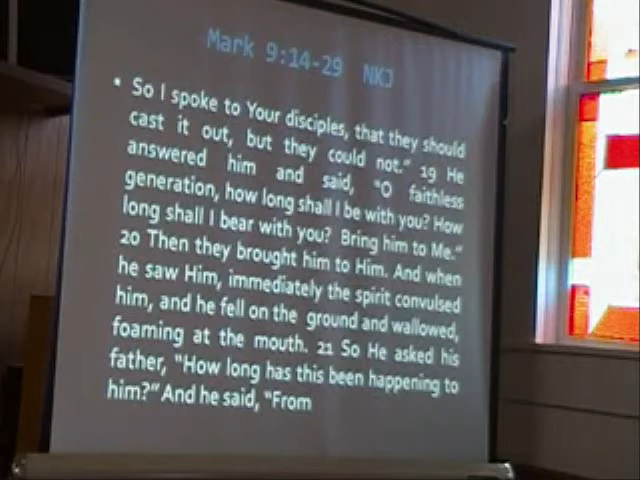 Mark 9:14-29 NKJ
• So I spoke to Your disciples, that they should
cast it out, but they could not." 19 He
answered him and said, "O faithless
generation, how long shall I be with you? How
long shall I bear with you? Bring him to Me."
20 Then they brought him to Him. And when
he saw Him, immediately the spirit convulsed
him, and he fell on the ground and wallowed,
foaming at the mouth. 21 So He asked his
father, "How long has this been happening to
him?" And he said, "From